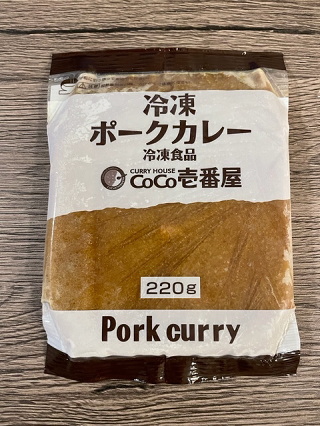 冷凍
ポークカレー
冷凍食品
CURRY HOUSE
CoCo壱番屋
220g
Pork curry